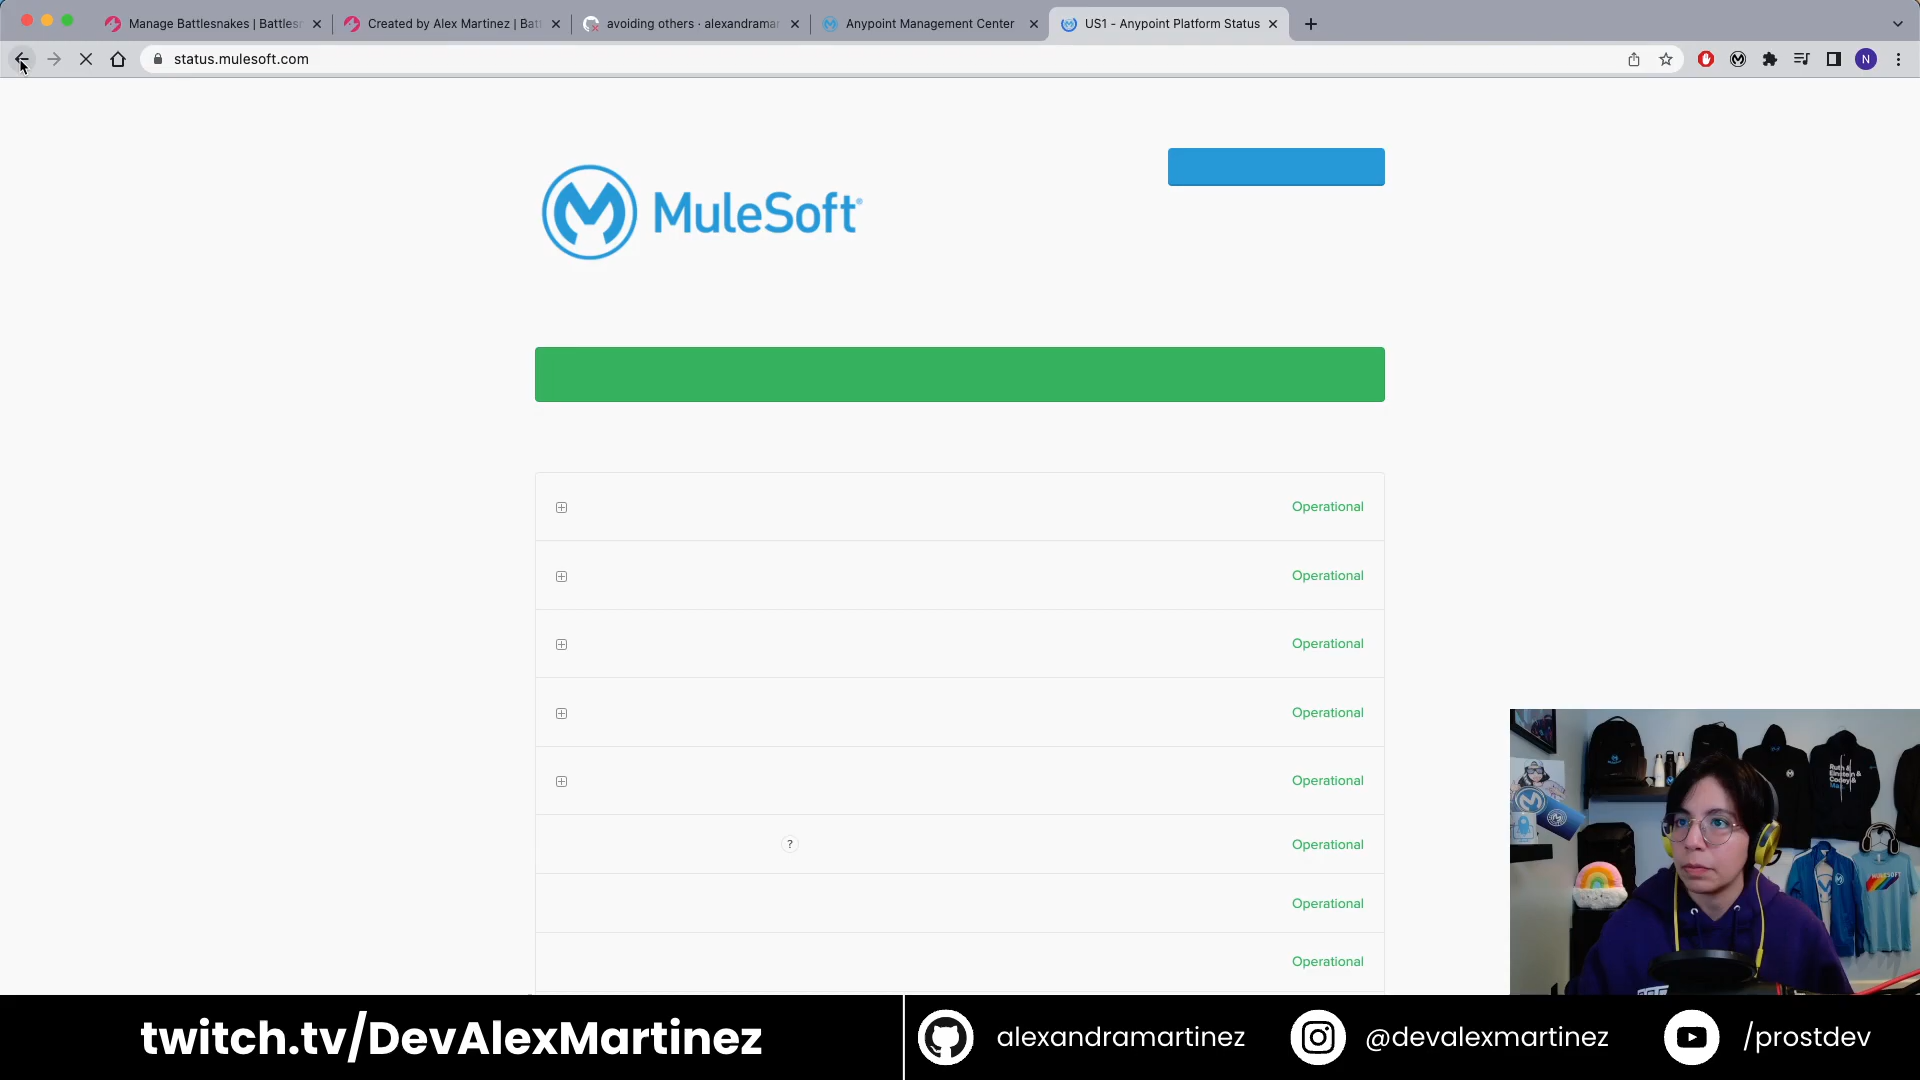 Manage Battlesnakes | Battles
Created by Alex Martinez | Bat
avoiding others · alexandramar
Anypoint Management Center
US1 - Anypoint Platform Status
status.mulesoft.com
N
MuleSoft
Operational
Operational
Operational
Operational
Operational
?
Operational
Operational
Operational
twitch.tv/DevAlexMartinez
alexandramartinez
@devalexmartinez
/prostdev